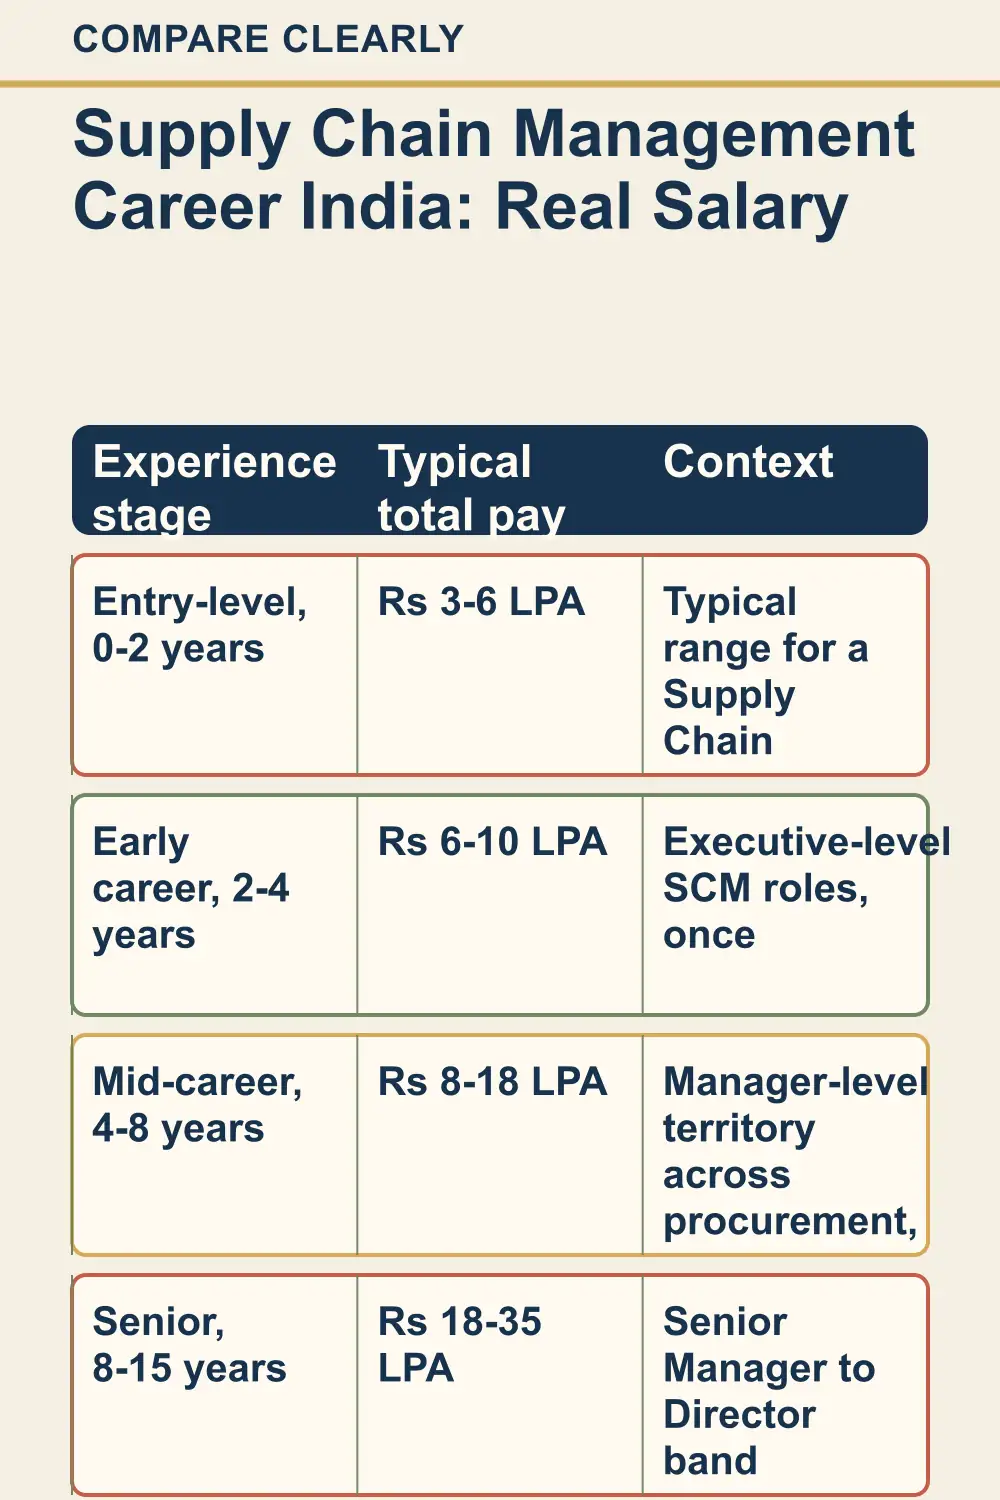 COMPARE CLEARLY
Supply Chain Management
Career India: Real Salary
Experience stage
Typical total pay
Context
Entry-level,
0-2 years
Rs 3-6 LPA
Typical
range for a
Supply
Chain
Early
career, 2-4
years
Rs 6-10 LPA
Executive-level
SCM roles,
once
Mid-career,
4-8 years
Rs 8-18 LPA
Manager-level
territory
across
procurement,
Senior,
8-15 years
Rs 18-35
LPA
Senior
Manager to
Director
band